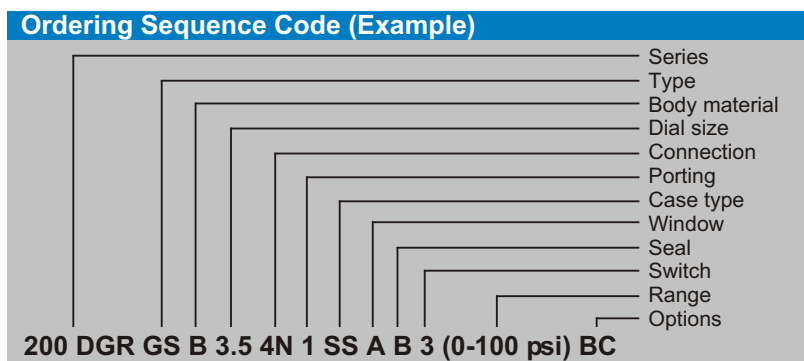 Ordering Sequence Code (Example)
Series
Type
Body material
Dial size
Connection
Porting
Case type
Window
Seal
Switch
Range
Options
200 DGR GS B 3.5 4N 1 SS A B 3 (0-100 psi) BC